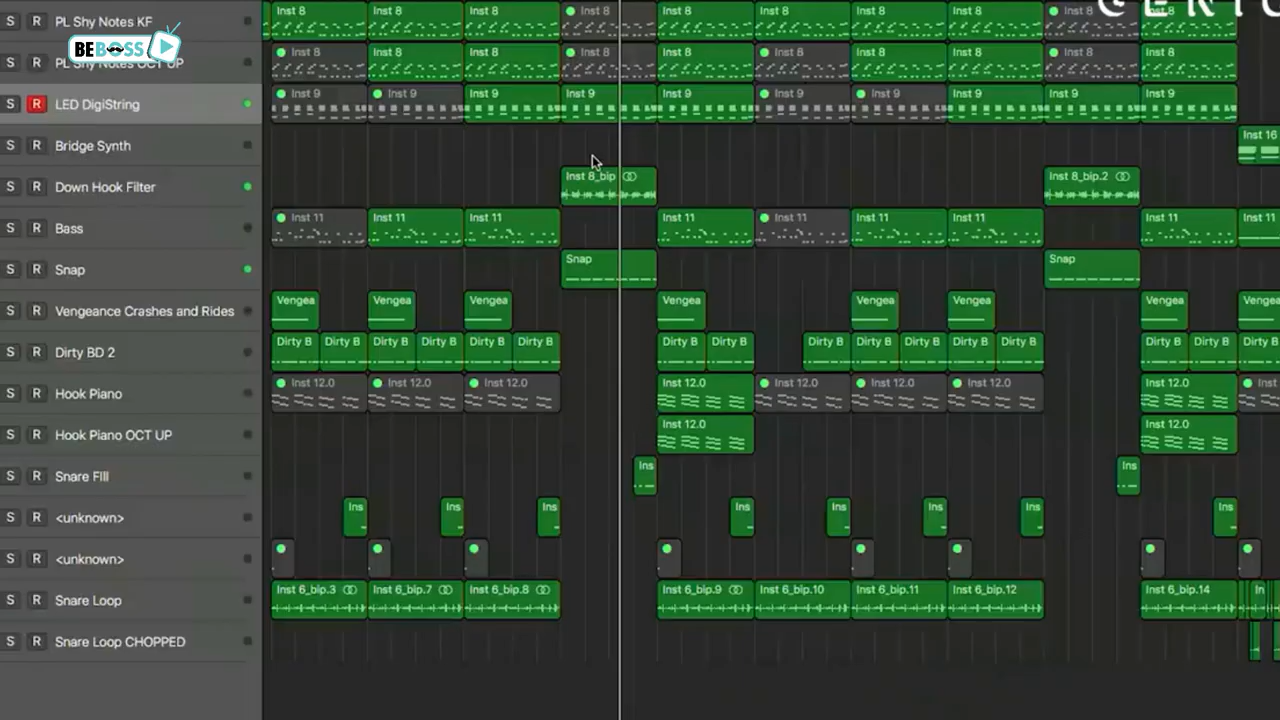 S R PL Shy Notes KF Inst 8 Inst 8 Inst 8 Inst 8 Inst 8 Inst 8 Inst 8 Inst 8 Inst 8
BEBOSS
S R PL Shy Notes OCT UP Inst 8 Inst 8 Inst 8 Inst 8 Inst 8 Inst 8 Inst 8 Inst 8 Inst 8
S R LED DigiString Inst 9 Inst 9 Inst 9 Inst 9 Inst 9 Inst 9 Inst 9 Inst 9 Inst 9
S R Bridge Synth Inst 16
S R Down Hook Filter Inst 8_bip Inst 8_bip.2
S R Bass Inst 11 Inst 11 Inst 11 Inst 11 Inst 11 Inst 11 Inst 11 Inst 11 Inst 11
S R Snap Snap Snap
S R Vengeance Crashes and Rides Vengea Vengea Vengea Vengea Vengea Vengea Vengea Vengea
S R Dirty BD 2 Dirty B Dirty B Dirty B Dirty B Dirty B Dirty B Dirty B Dirty B Dirty B Dirty B Dirty B Dirty B Dirty B Dirty B Dirty B Dirty B
S R Hook Piano Inst 12.0 Inst 12.0 Inst 12.0 Inst 12.0 Inst 12.0 Inst 12.0 Inst 12.0 Inst 12.0 Inst
S R Hook Piano OCT UP Inst 12.0 Inst 12.0
S R Snare FIll Ins Ins
S R <unknown> Ins Ins Ins Ins Ins Ins Ins Ins
S R <unknown>
S R Snare Loop Inst 6_bip.3 Inst 6_bip.7 Inst 6_bip.8 Inst 6_bip.9 Inst 6_bip.10 Inst 6_bip.11 Inst 6_bip.12 Inst 6_bip.14 In
S R Snare Loop CHOPPED